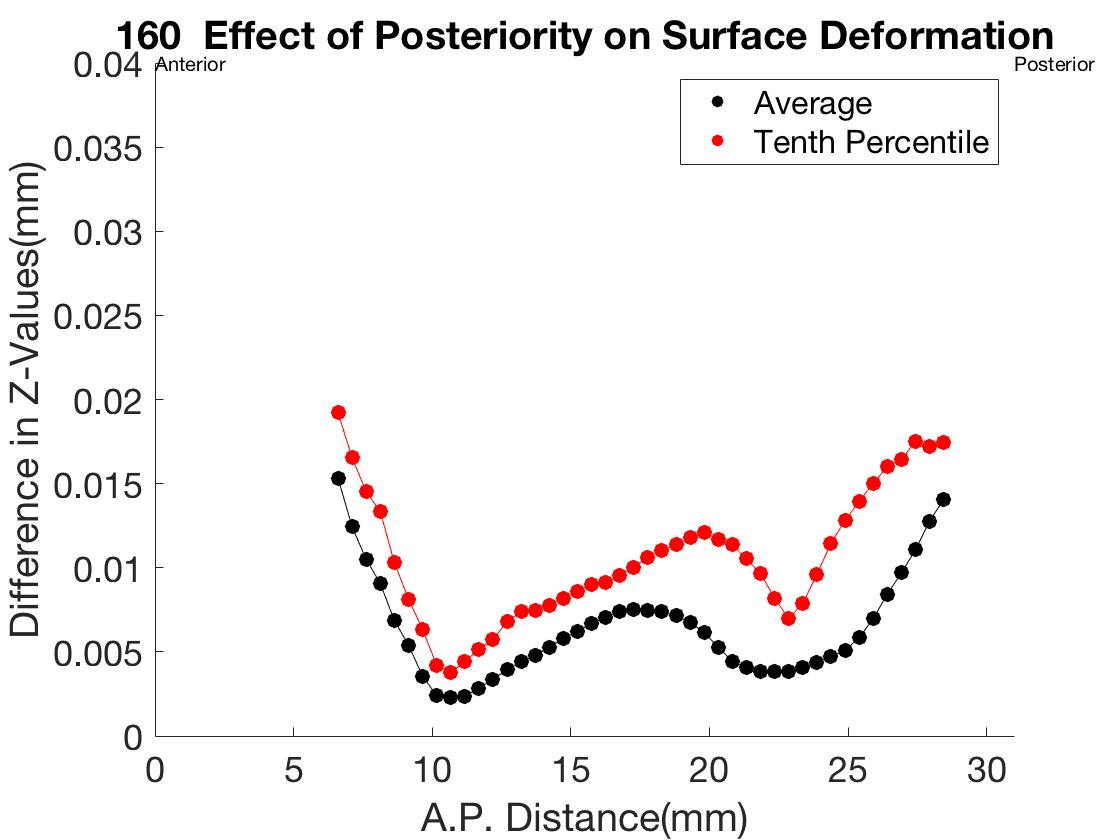 160  Effect of Posteriority on Surface Deformation
Anterior
Posterior
Average
Tenth Percentile
0.04
0.035
0.03
0.025
0.02
0.015
0.01
0.005
0
Difference in Z-Values(mm)
0
5
10
15
20
25
30
A.P. Distance(mm)